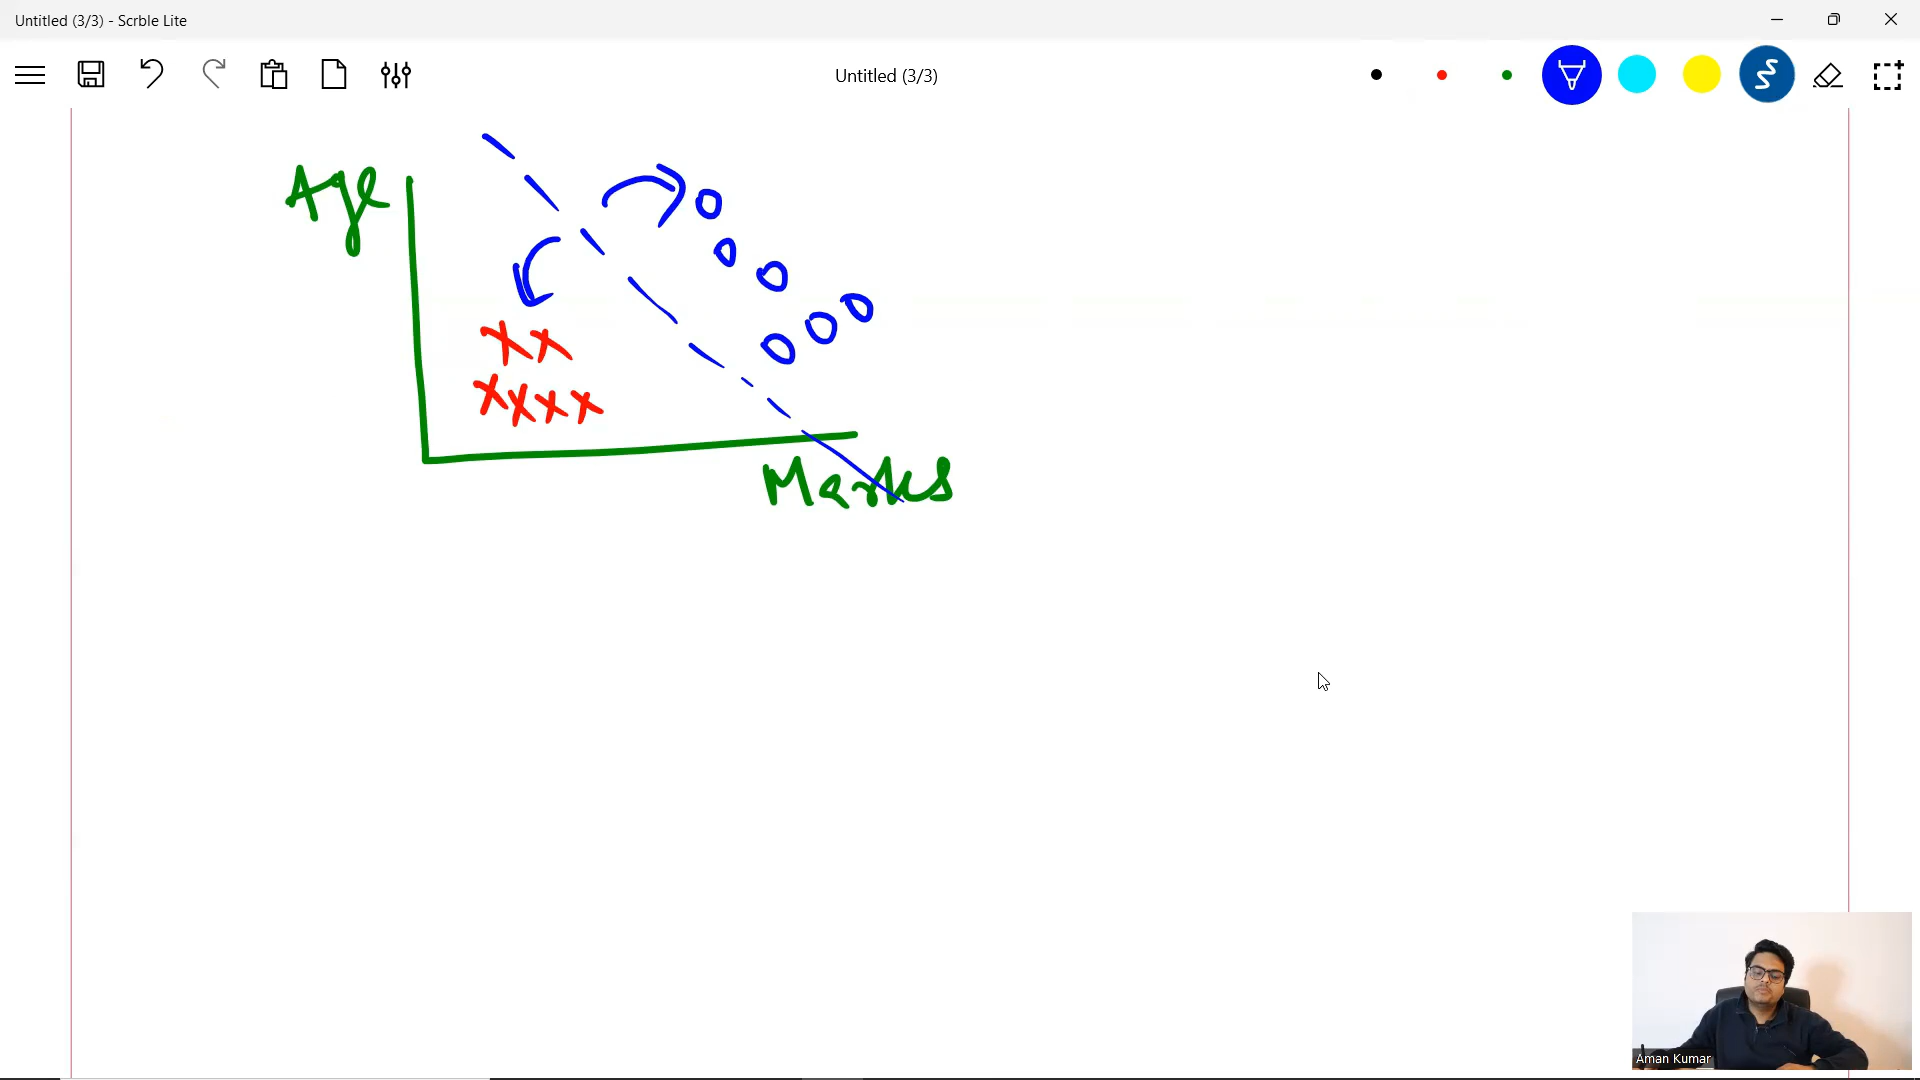 Untitled (3/3) - Scrble Lite
Untitled (3/3)
Age
Marks
Aman Kumar